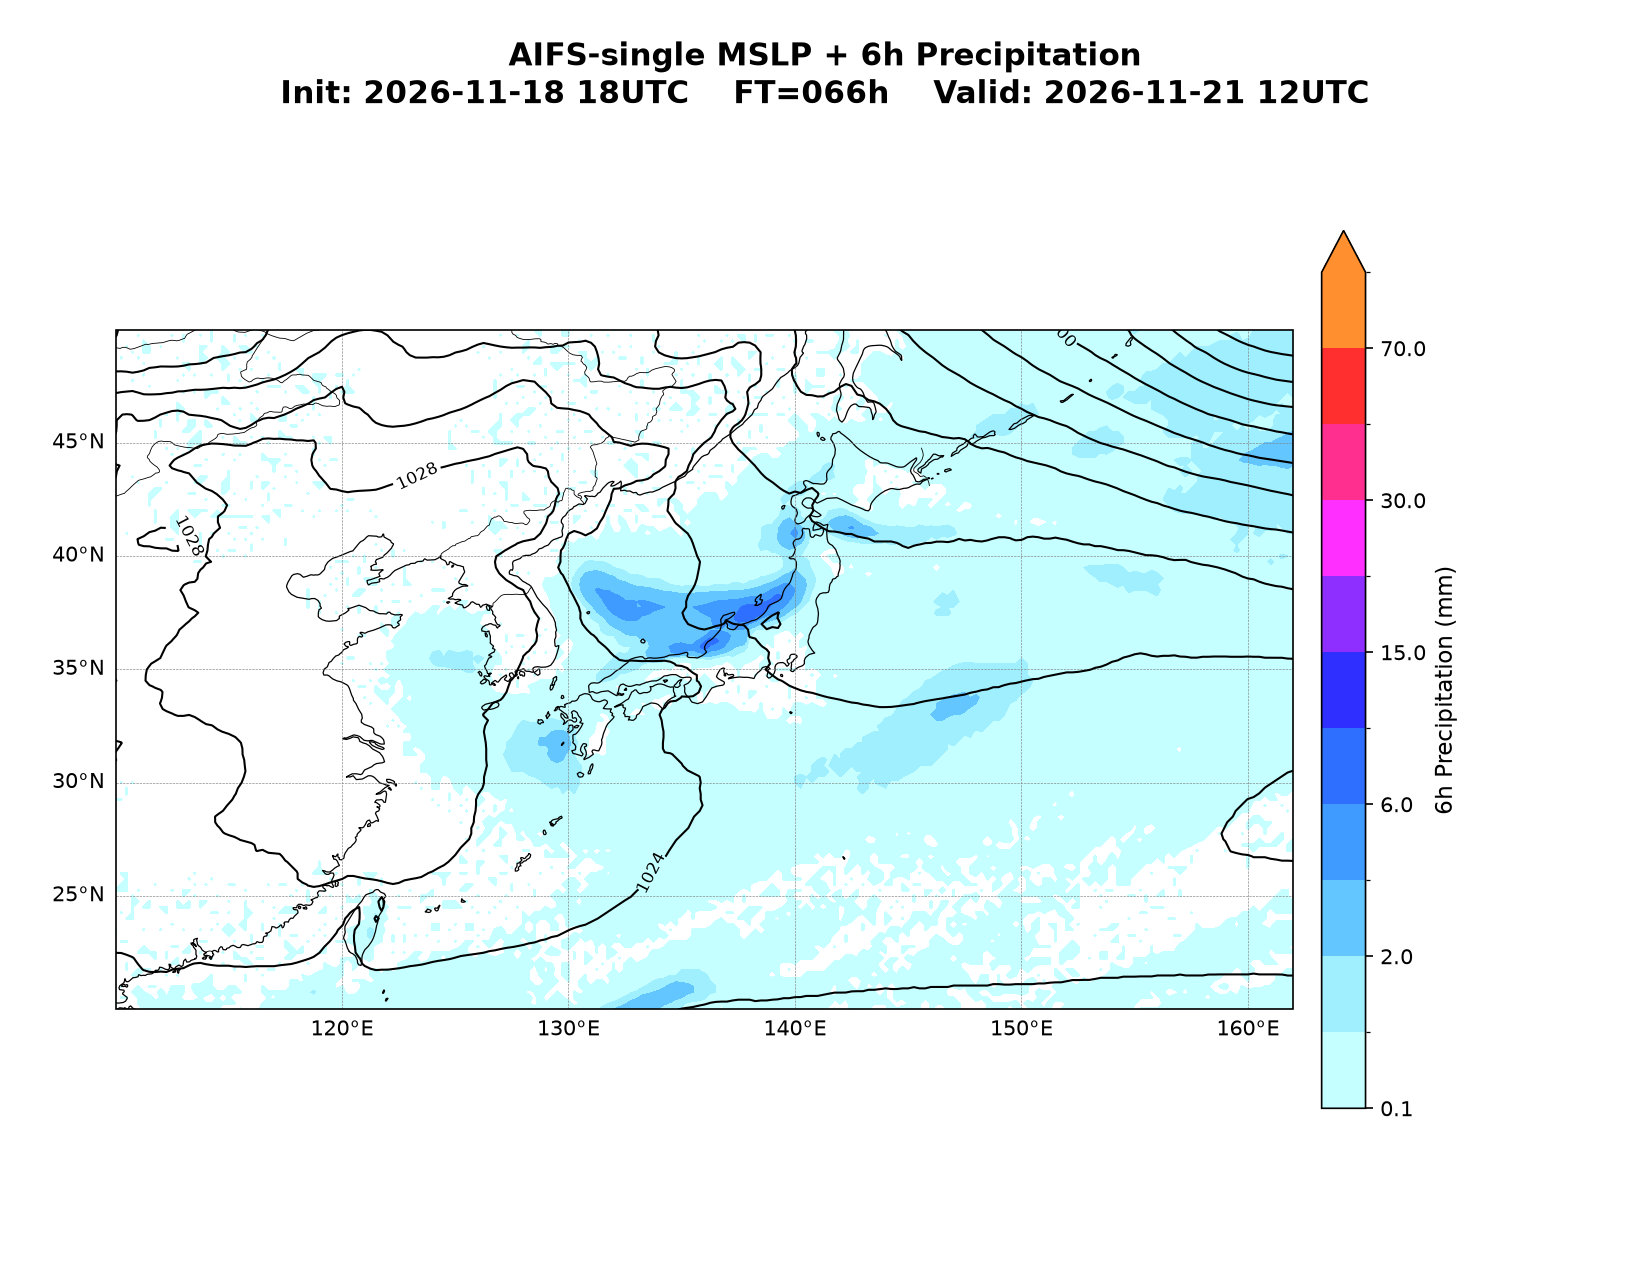 AIFS-single MSLP + 6h Precipitation
Init: 2026-11-18 18UTC    FT=066h    Valid: 2026-11-21 12UTC
45°N
40°N
35°N
30°N
25°N
120°E
130°E
140°E
150°E
160°E
1028
1028
1024
00
70.0
30.0
15.0
6.0
2.0
0.1
6h Precipitation (mm)